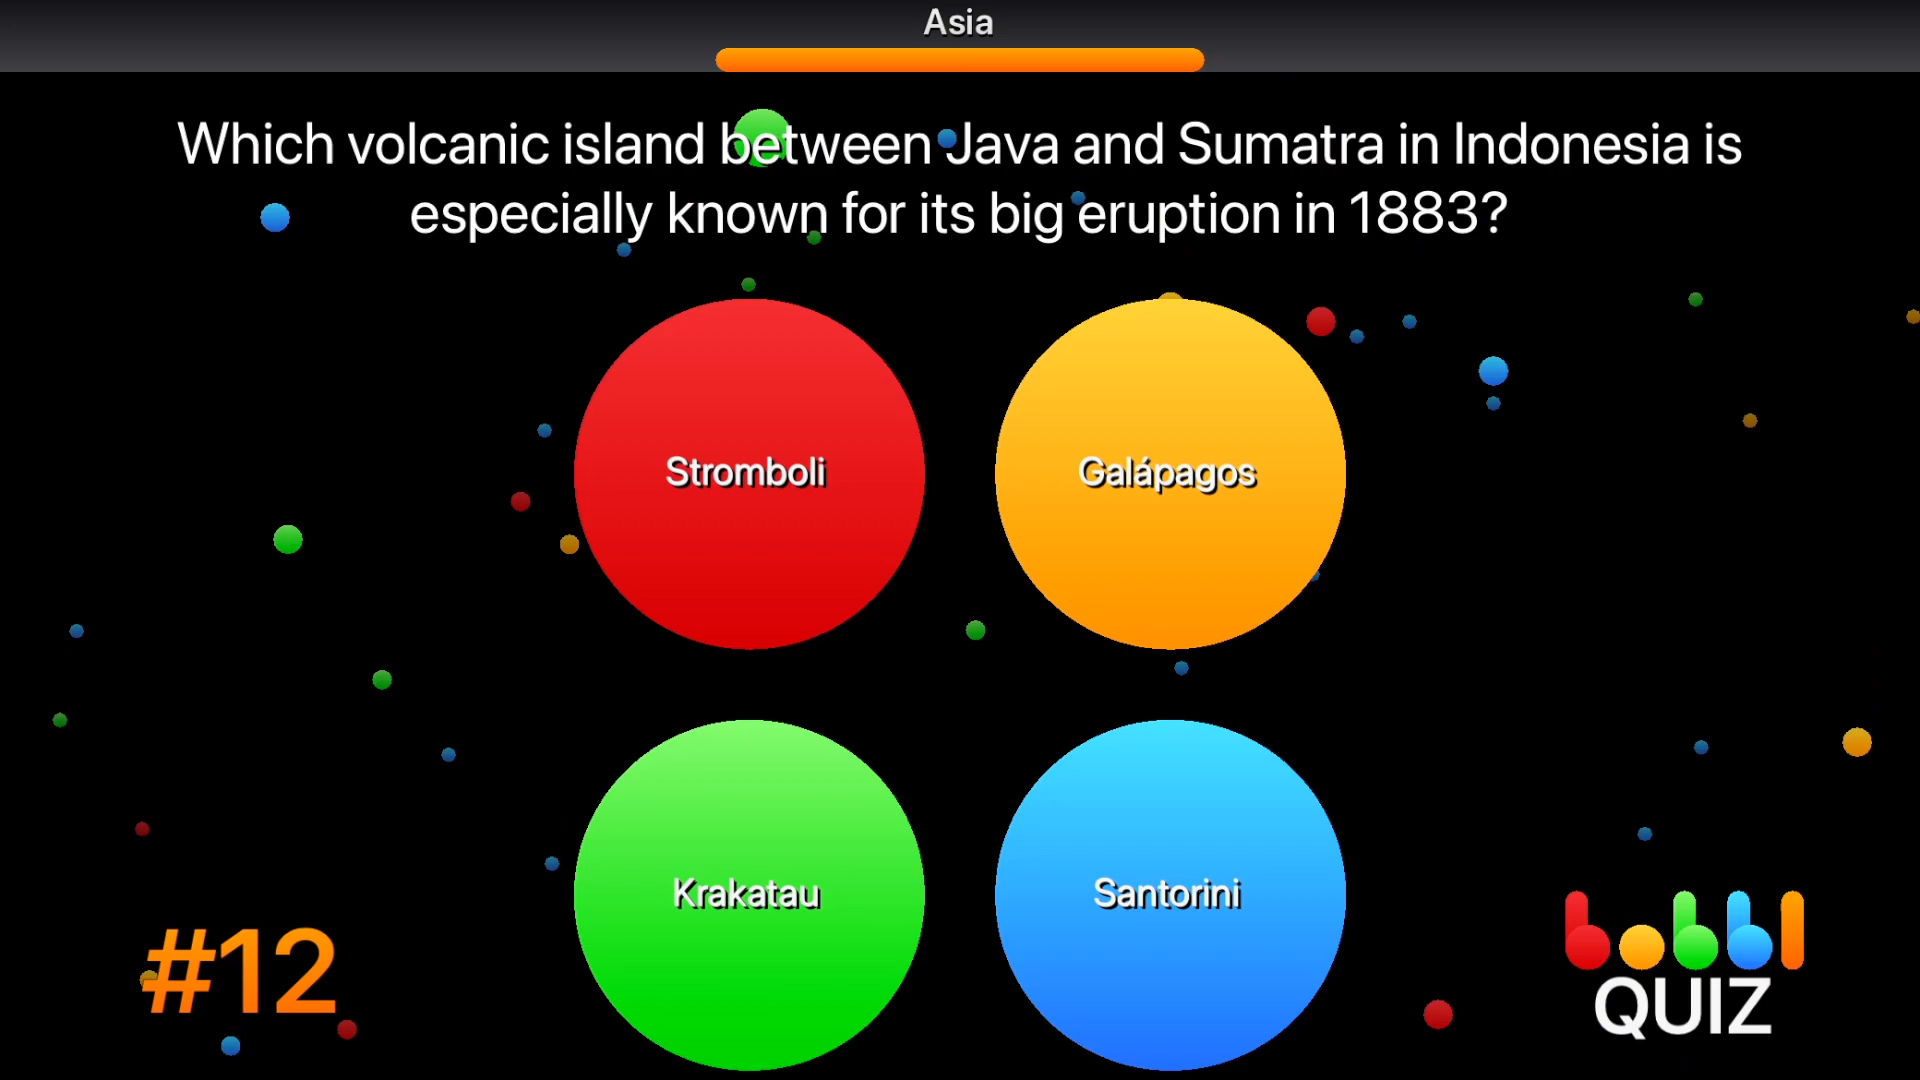 Asia
Which volcanic island between Java and Sumatra in Indonesia is
especially known for its big eruption in 1883?
Stromboli
Galápagos
Krakatau
Santorini
#12
bobbl
QUIZ